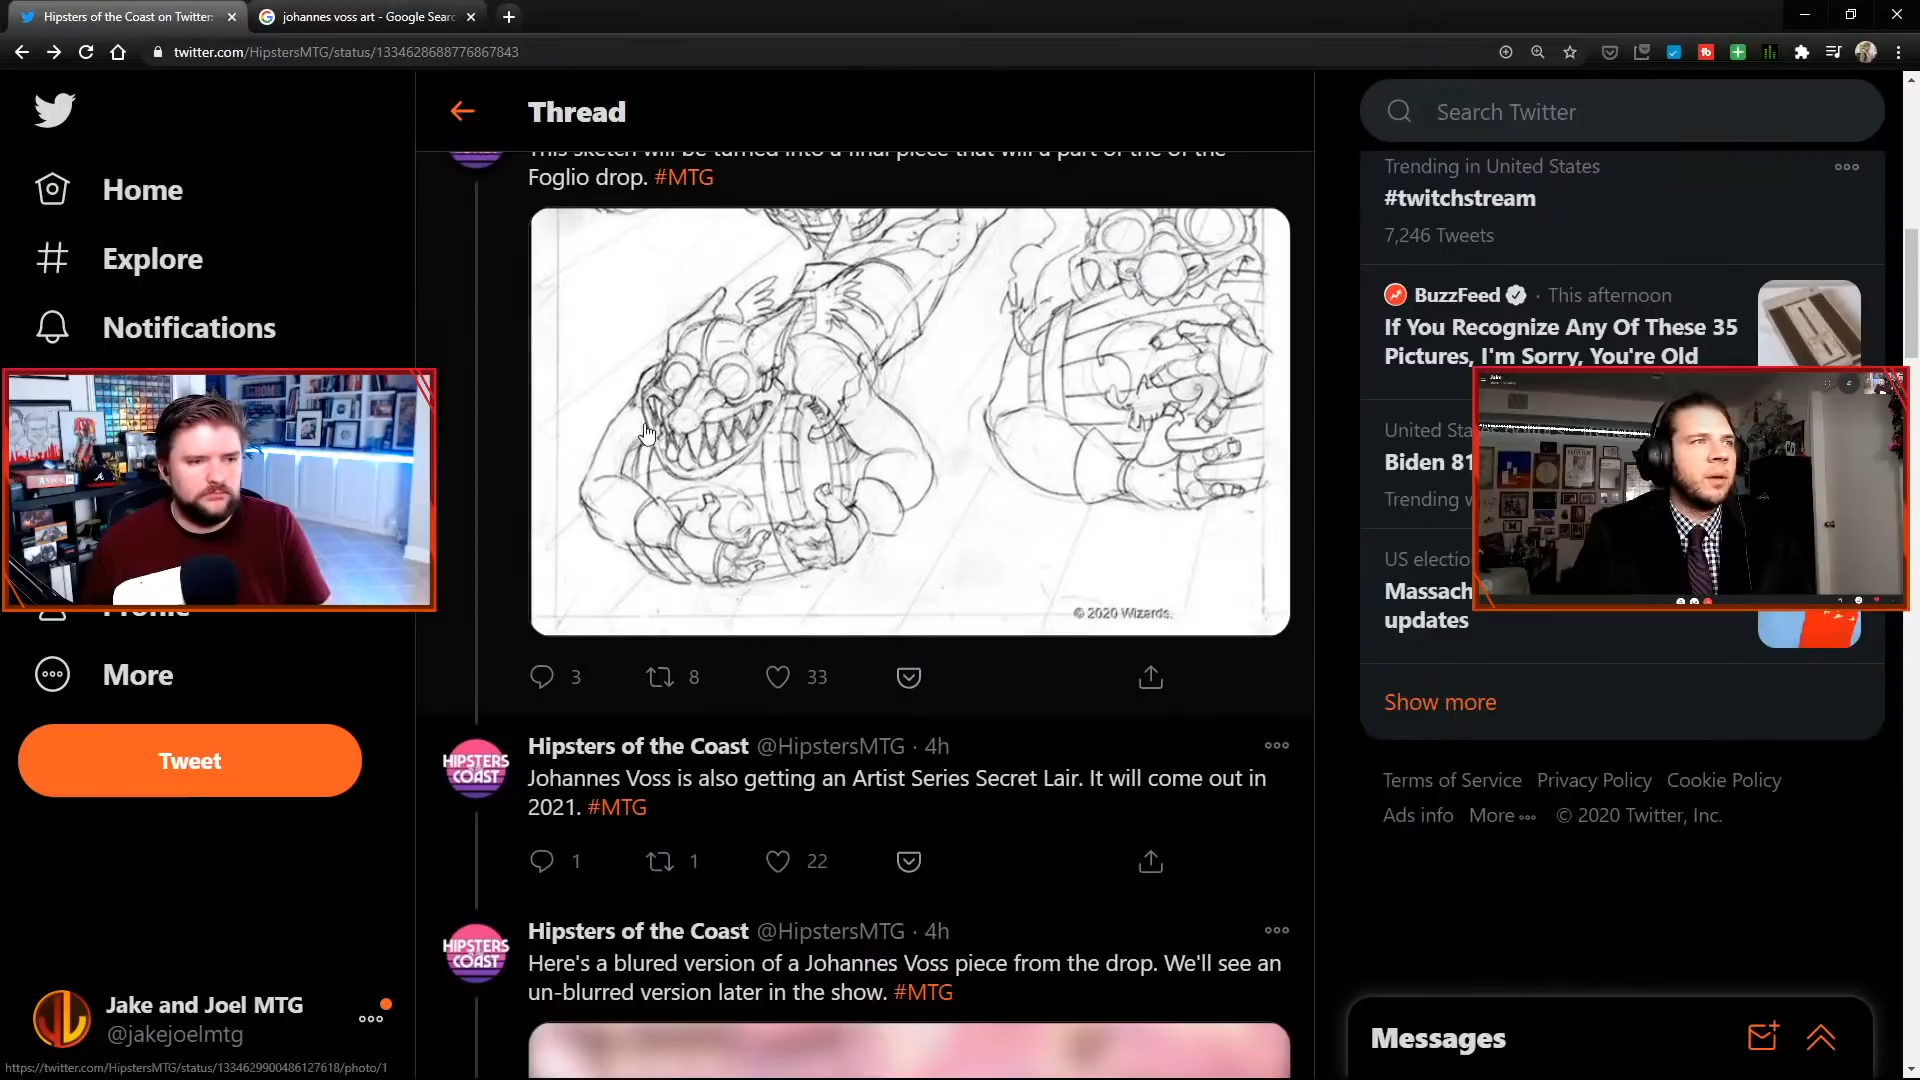 Hipsters of the Coast on Twitter:
johannes voss art - Google Searc
twitter.com/HipstersMTG/status/1334628688776867843
Home
Explore
Notifications
Profile
More
Tweet
Jake and Joel MTG
@jakejoelmtg
https://twitter.com/HipstersMTG/status/1334629900486127618/photo/1
Thread
This sketch will be turned into a final piece that will a part of the of the
Foglio drop. #MTG
© 2020 Wizards.
3 8 33
HIPSTERS
COAST
Hipsters of the Coast @HipstersMTG · 4h
Johannes Voss is also getting an Artist Series Secret Lair. It will come out in
2021. #MTG
1 1 22
HIPSTERS
COAST
Hipsters of the Coast @HipstersMTG · 4h
Here's a blured version of a Johannes Voss piece from the drop. We'll see an
un-blurred version later in the show. #MTG
Search Twitter
Trending in United States
#twitchstream
7,246 Tweets
BuzzFeed · This afternoon
If You Recognize Any Of These 35
Pictures, I'm Sorry, You're Old
United Sta
Biden 81
Trending
US electio
Massach
updates
Show more
Terms of Service Privacy Policy Cookie Policy
Ads info More © 2020 Twitter, Inc.
Messages